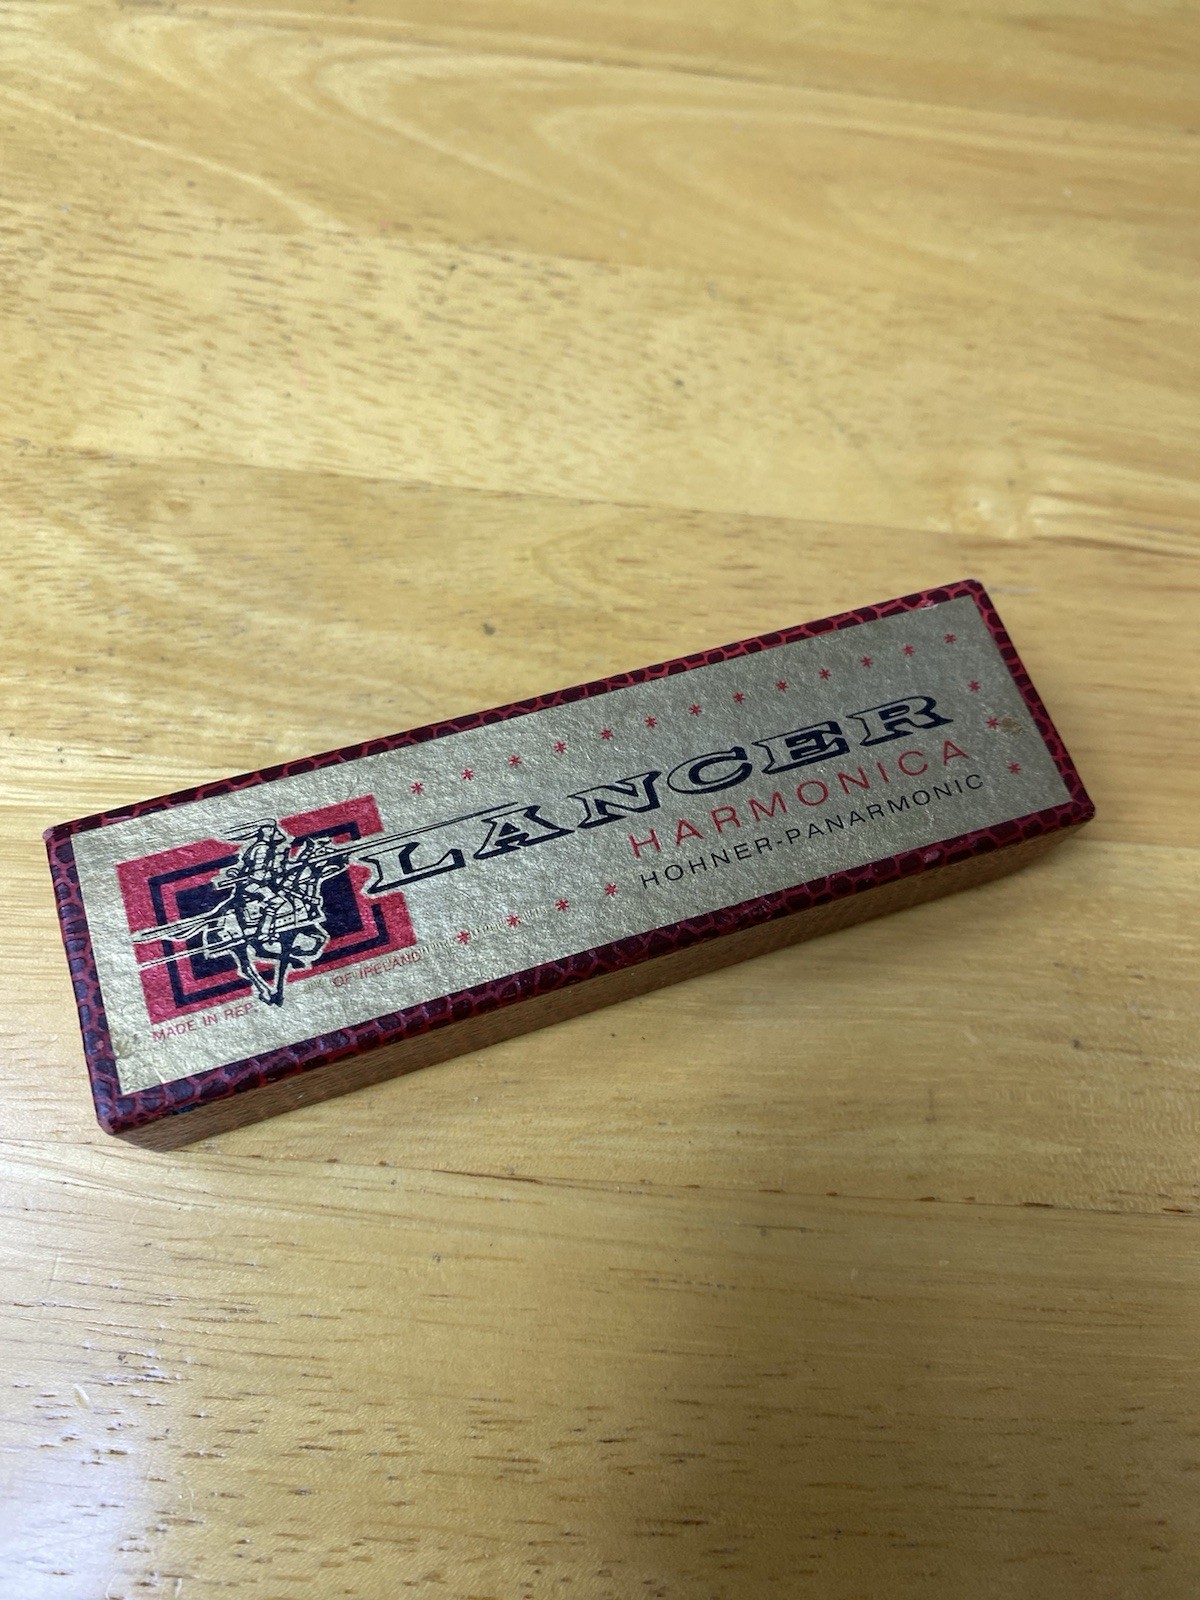 LANCER
HARMONICA
HOHNER-PANARMONIC
MADE IN REP. OF IRELAND